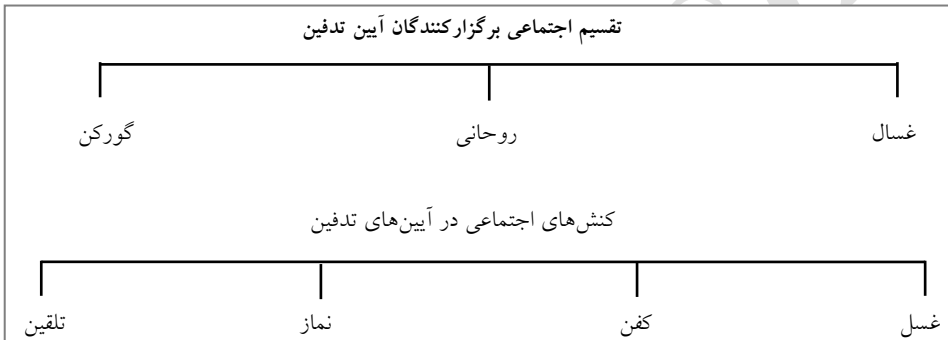 تقسیم اجتماعی برگزارکنندگان آیین تدفین
غسال روحانی گورکن
کنش‌های اجتماعی در آیین‌های تدفین
غسل کفن نماز تلقین